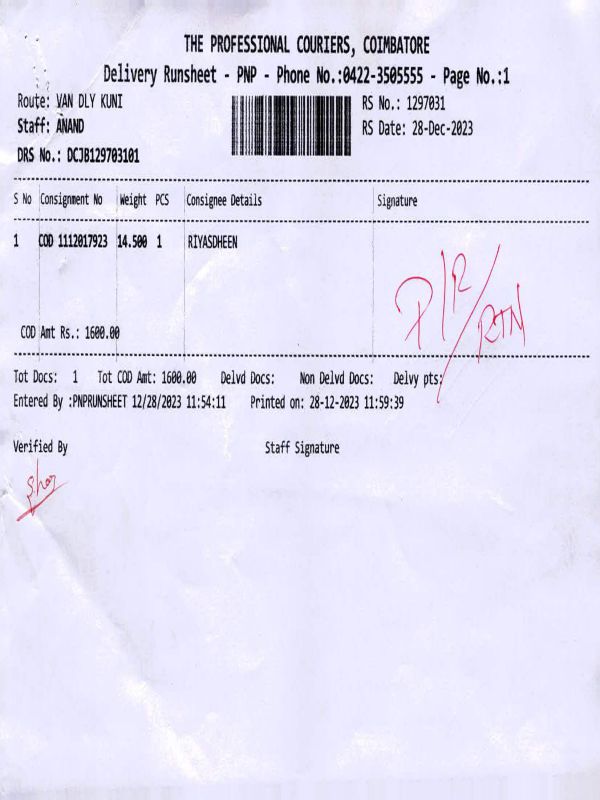 THE PROFESSIONAL COURIERS, COIMBATORE
Delivery Runsheet - PNP - Phone No.:0422-3505555 - Page No.:1
Route: VAN DLY KUNI
RS No.: 1297031
Staff: ANAND
RS Date: 28-Dec-2023
DRS No.: DCJB129703101
S No Consignment No Weight PCS Consignee Details Signature
1 COD 1112017923 14.500 1 RIYASDHEEN
P/R/RTN
COD Amt Rs.: 1600.00
Tot Docs: 1 Tot COD Amt: 1600.00 Delvd Docs: Non Delvd Docs: Delvy pts:
Entered By :PNPRUNSHEET 12/28/2023 11:54:11 Printed on: 28-12-2023 11:59:39
Verified By Staff Signature